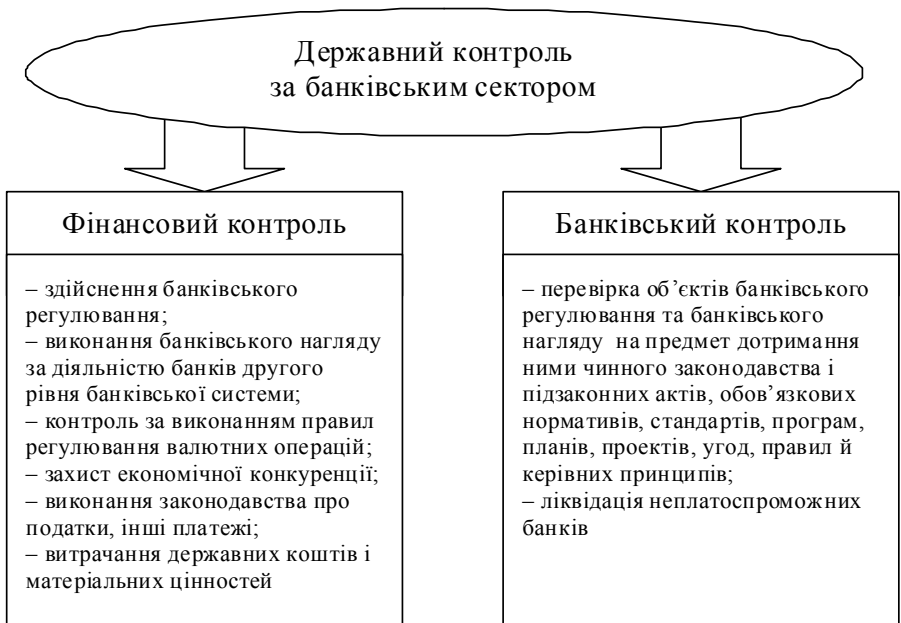 Державний контроль
за банківським сектором
Фінансовий контроль
– здійснення банківського
регулювання;
– виконання банківського нагляду
за діяльністю банків другого
рівня банківської системи;
– контроль за виконанням правил
регулювання валютних операцій;
– захист економічної конкуренції;
– виконання законодавства про
податки, інші платежі;
– витрачання державних коштів і
матеріальних цінностей
Банківський контроль
– перевірка об’єктів банківського
регулювання та банківського
нагляду на предмет дотримання
ними чинного законодавства і
підзаконних актів, обов’язкових
нормативів, стандартів, програм,
планів, проектів, угод, правил й
керівних принципів;
– ліквідація неплатоспроможних
банків